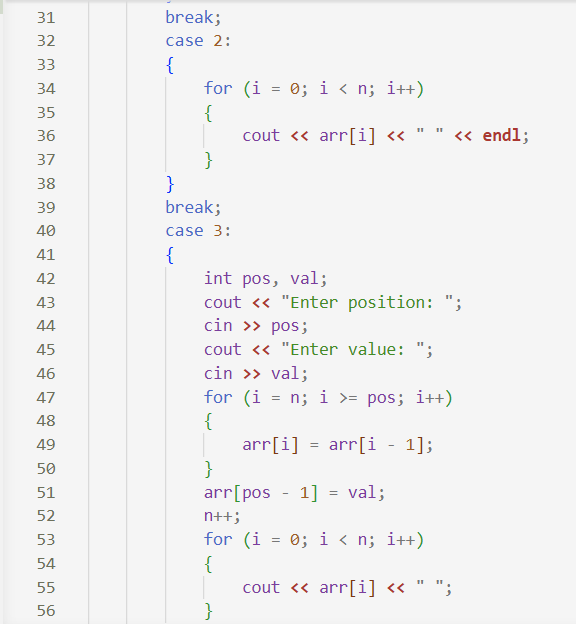 31 break;
32 case 2:
33 {
34 for (i = 0; i < n; i++)
35 {
36 cout << arr[i] << " " << endl;
37 }
38 }
39 break;
40 case 3:
41 {
42 int pos, val;
43 cout << "Enter position: ";
44 cin >> pos;
45 cout << "Enter value: ";
46 cin >> val;
47 for (i = n; i >= pos; i++)
48 {
49 arr[i] = arr[i - 1];
50 }
51 arr[pos - 1] = val;
52 n++;
53 for (i = 0; i < n; i++)
54 {
55 cout << arr[i] << " ";
56 }